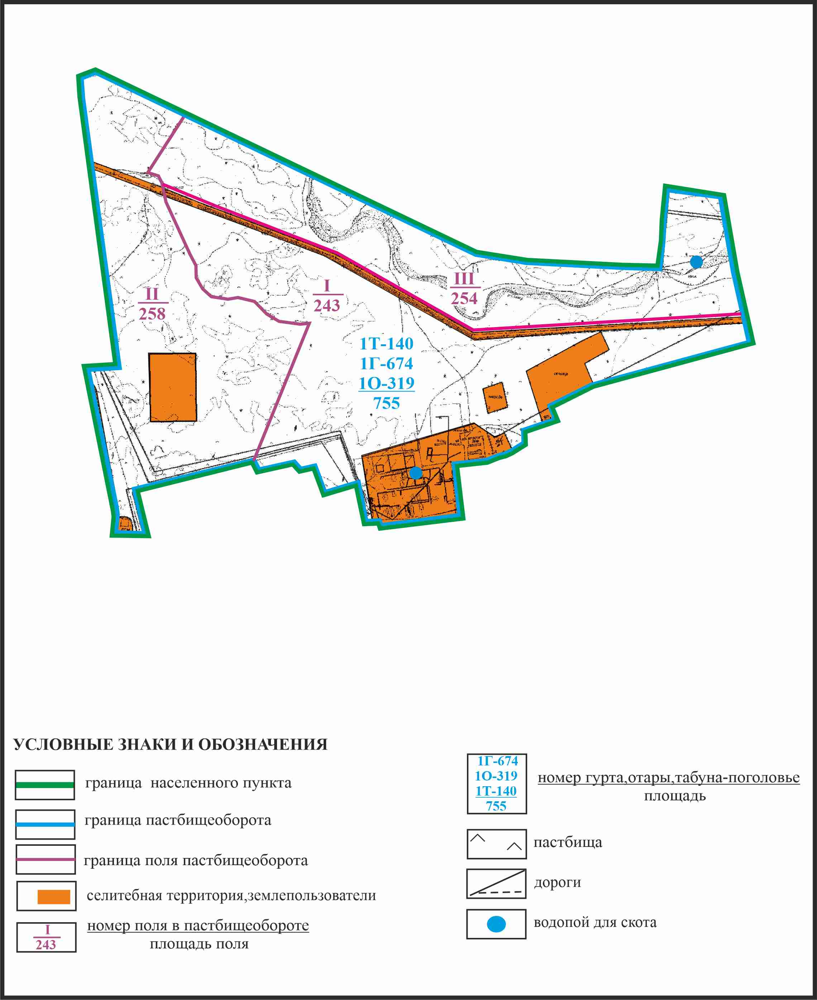 III
254
I
243
II
258
1Т-140
1Г-674
1О-319
755
УСЛОВНЫЕ ЗНАКИ И ОБОЗНАЧЕНИЯ
граница населенного пункта
граница пастбищеоборота
граница поля пастбищеоборота
селитебная территория,землепользователи
I
243
номер поля в пастбищеобороте
площадь поля
1Г-674
1О-319
1Т-140
755
номер гурта,отары,табуна-поголовье
площадь
пастбища
дороги
водопой для скота